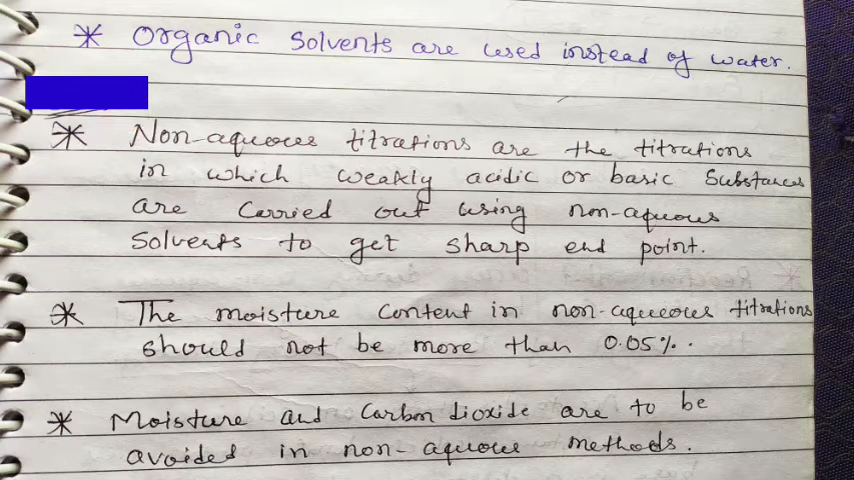 * Organic Solvents are used instead of water.
* Non-aqueous titrations are the titrations
in which weakly acidic or basic Substances
are Carried out using non-aquous
Solvents to get sharp end point.
* The moisture content in non-aqueous titrations
should not be more than 0.05%.
* Moisture and Carbon dioxide are to be
avoided in non-aquous methods.